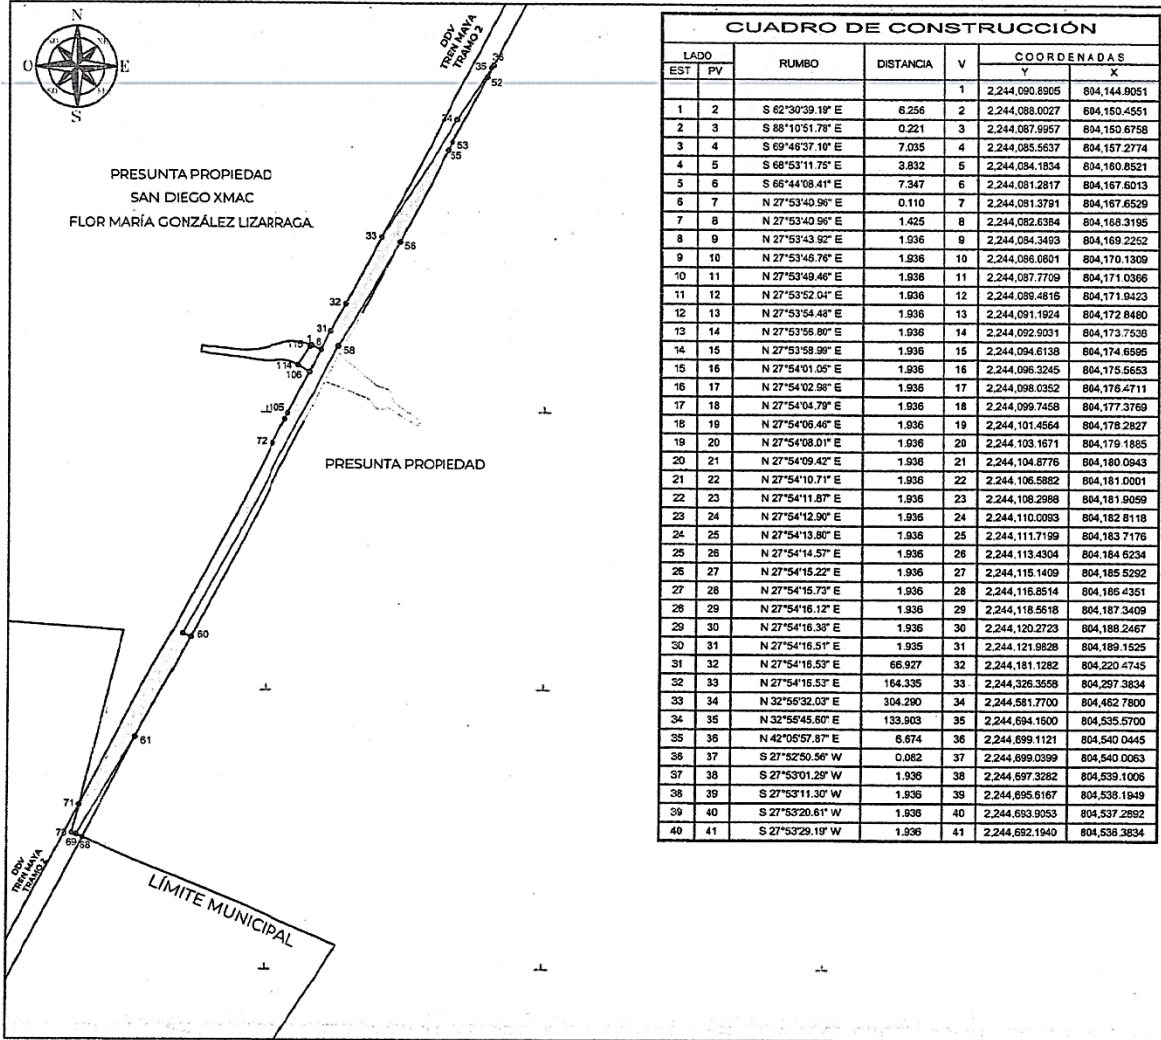 N
NO NE
O E
SO SE
S
DDV
TREN MAYA
TRAMO 2
36
35
52
34
53
55
PRESUNTA PROPIEDAD
SAN DIEGO XMAC
FLOR MARÍA GONZÁLEZ LIZARRAGA
33
56
32
31
1
6
58
114
106
105
72
PRESUNTA PROPIEDAD
60
61
71
69
68
DDV
TREN MAYA
TRAMO 2
LÍMITE MUNICIPAL
CUADRO DE CONSTRUCCIÓN
LADO RUMBO DISTANCIA V COORDENADAS
EST PV Y X
1 2,244,090.8905 804,144.9051
1 2 S 62°30'39.19" E 6.256 2 2,244,088.0027 804,150.4551
2 3 S 88°10'51.78" E 0.221 3 2,244,087.9957 804,150.6758
3 4 S 69°46'37.10" E 7.035 4 2,244,085.5637 804,157.2774
4 5 S 68°53'11.75" E 3.832 5 2,244,084.1834 804,160.8521
5 6 S 66°44'08.41" E 7.347 6 2,244,081.2817 804,167.6013
6 7 N 27°53'40.96" E 0.110 7 2,244,081.3791 804,167.6529
7 8 N 27°53'40.96" E 1.425 8 2,244,082.6384 804,168.3195
8 9 N 27°53'43.92" E 1.936 9 2,244,084.3493 804,169.2252
9 10 N 27°53'46.76" E 1.936 10 2,244,086.0601 804,170.1309
10 11 N 27°53'49.46" E 1.936 11 2,244,087.7709 804,171.0366
11 12 N 27°53'52.04" E 1.936 12 2,244,089.4816 804,171.9423
12 13 N 27°53'54.48" E 1.936 13 2,244,091.1924 804,172.8480
13 14 N 27°53'56.80" E 1.936 14 2,244,092.9031 804,173.7538
14 15 N 27°53'58.99" E 1.936 15 2,244,094.6138 804,174.6595
15 16 N 27°54'01.05" E 1.936 16 2,244,096.3245 804,175.5653
16 17 N 27°54'02.98" E 1.936 17 2,244,098.0352 804,176.4711
17 18 N 27°54'04.79" E 1.936 18 2,244,099.7458 804,177.3769
18 19 N 27°54'06.46" E 1.936 19 2,244,101.4564 804,178.2827
19 20 N 27°54'08.01" E 1.936 20 2,244,103.1671 804,179.1885
20 21 N 27°54'09.42" E 1.936 21 2,244,104.8776 804,180.0943
21 22 N 27°54'10.71" E 1.936 22 2,244,106.5882 804,181.0001
22 23 N 27°54'11.87" E 1.936 23 2,244,108.2988 804,181.9059
23 24 N 27°54'12.90" E 1.936 24 2,244,110.0093 804,182.8118
24 25 N 27°54'13.80" E 1.936 25 2,244,111.7199 804,183.7176
25 26 N 27°54'14.57" E 1.936 26 2,244,113.4304 804,184.6234
26 27 N 27°54'15.22" E 1.936 27 2,244,115.1409 804,185.5292
27 28 N 27°54'15.73" E 1.936 28 2,244,116.8514 804,186.4351
28 29 N 27°54'16.12" E 1.936 29 2,244,118.5618 804,187.3409
29 30 N 27°54'16.38" E 1.936 30 2,244,120.2723 804,188.2467
30 31 N 27°54'16.51" E 1.935 31 2,244,121.9828 804,189.1525
31 32 N 27°54'16.53" E 66.927 32 2,244,181.1282 804,220.4745
32 33 N 27°54'16.53" E 164.335 33 2,244,326.3558 804,297.3834
33 34 N 32°55'32.03" E 304.290 34 2,244,581.7700 804,462.7800
34 35 N 32°55'45.60" E 133.903 35 2,244,694.1600 804,535.5700
35 36 N 42°05'57.87" E 6.674 36 2,244,699.1121 804,540.0445
36 37 S 27°52'50.56" W 0.082 37 2,244,699.0399 804,540.0063
37 38 S 27°53'01.29" W 1.936 38 2,244,697.3282 804,539.1006
38 39 S 27°53'11.30" W 1.936 39 2,244,695.6167 804,538.1949
39 40 S 27°53'20.61" W 1.936 40 2,244,693.9053 804,537.2892
40 41 S 27°53'29.19" W 1.936 41 2,244,692.1940 804,536.3834